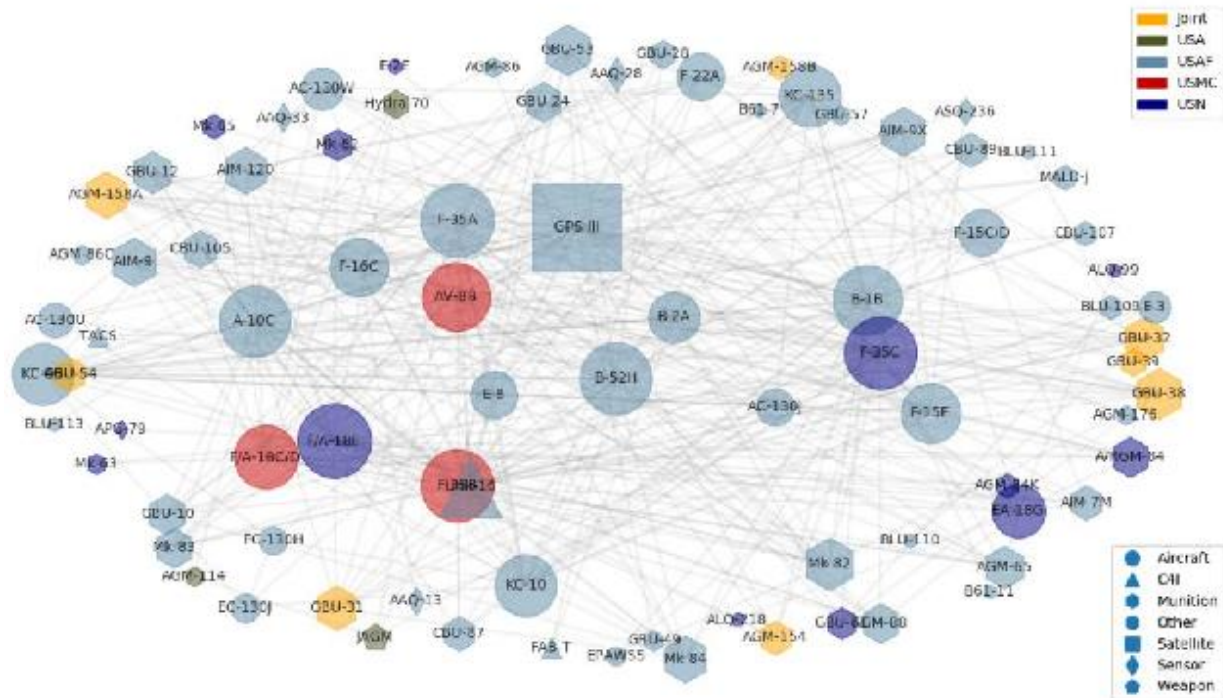 Joint
USA
USAF
USMC
USN
GBU-53
GBU-28
E-2E
AGM-86
AAQ-28
F-22A
AGM-158B
AC-130W
KC-135
Hydra 70
GBU-24
B61-7
GBU-57
ASQ-236
AAQ-33
AIM-9X
Mk-65
Mk-62
CBU-89
BLU-111
GBU-12
AIM-120
MALD-J
AGM-158A
F-35A
GPS III
F-15C/D
CBU-107
AGM-86C
AIM-9
CBU-105
F-16C
ALQ-99
AV-8B
B-1B
BLU-109
E-3
AC-130U
A-10C
B-2A
TACS
GBU-32
F-35C
GBU-39
GBU-54
B-52H
GBU-38
E-8
AC-130J
F-15E
AGM-176
BLU-113
APG-79
F/A-18E
F/A-18C/D
Mk-63
AGM-84K
EA-18G
AIM-7M
GBU-10
Mk-83
EC-130H
BLU-110
AGM-114
KC-10
Mk-82
AGM-65
B61-11
EC-130J
GBU-31
AAQ-13
JAGM
CBU-87
FAB-T
EPAWSS
GBU-49
Mk-84
ALQ-218
AGM-154
Aircraft
C4I
Munition
Other
Satellite
Sensor
Weapon